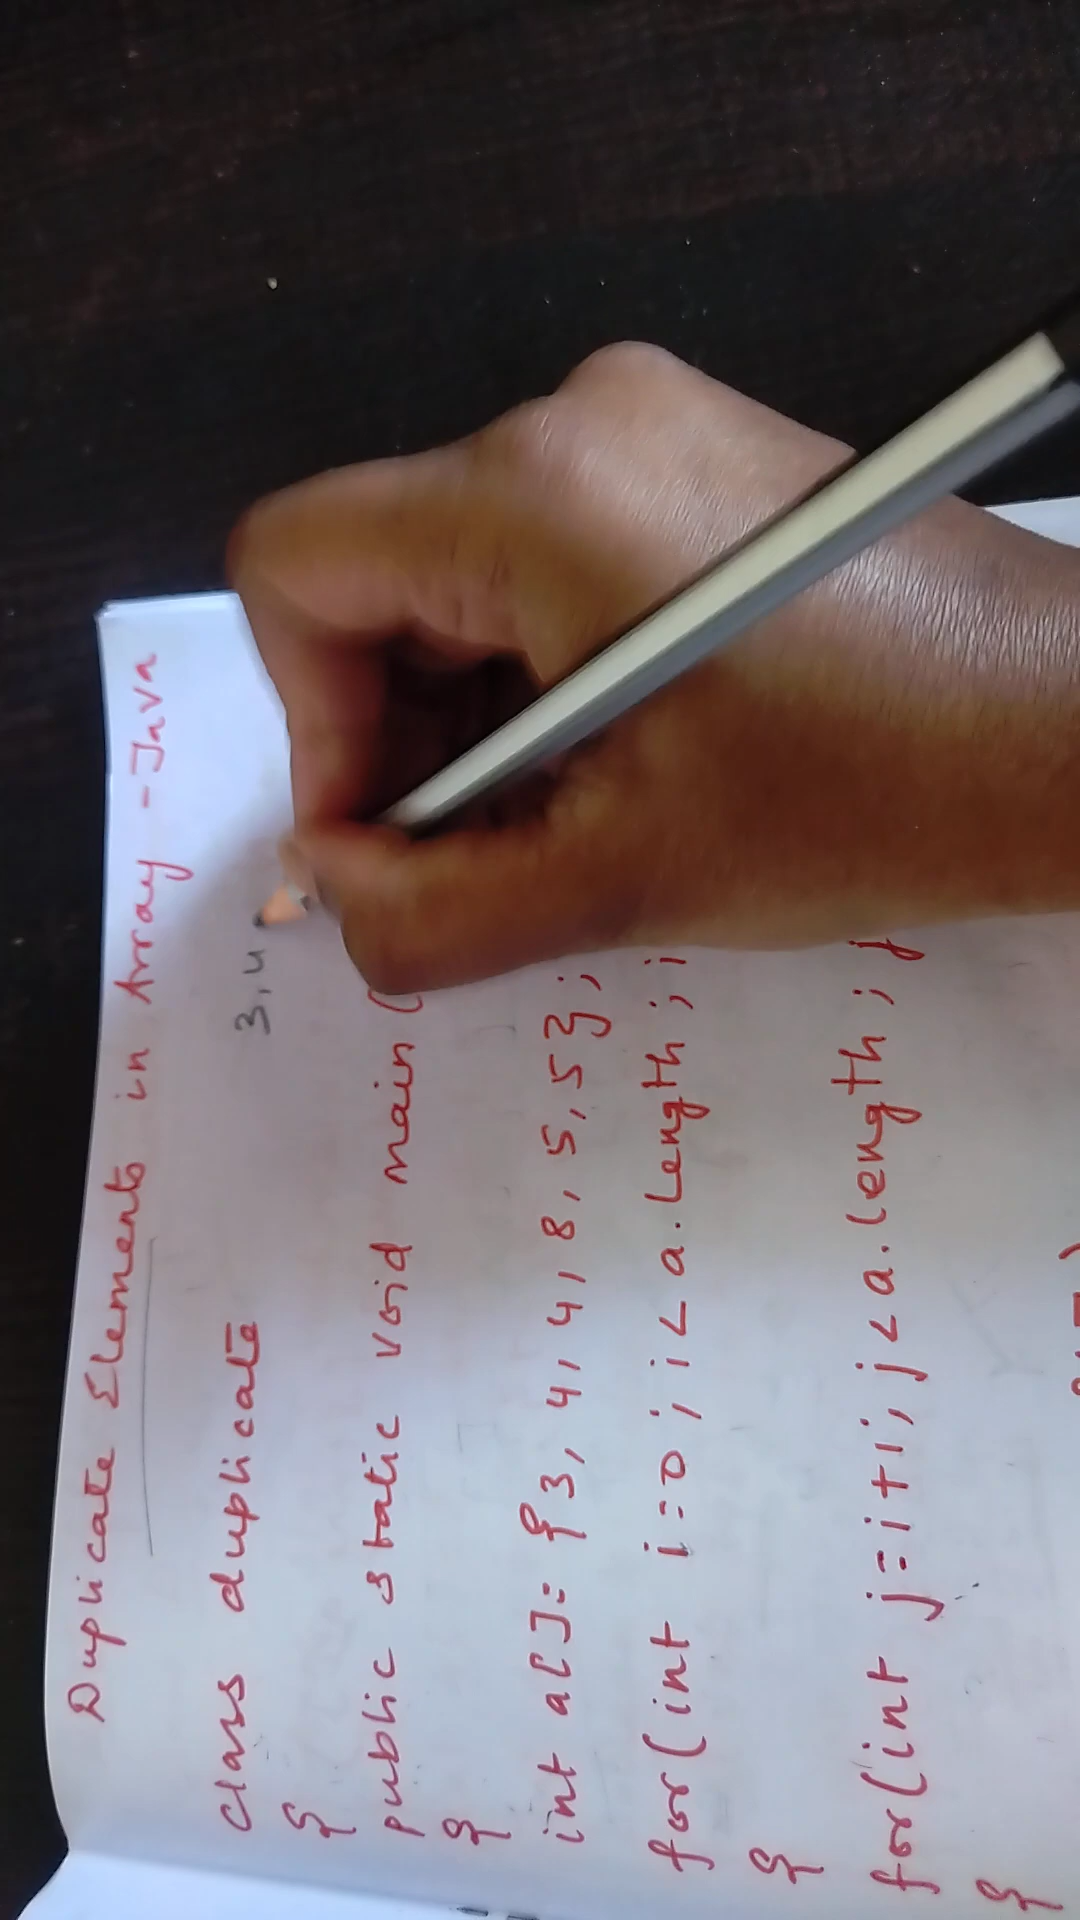 Duplicate Elements in Array - Java
3, 4
class duplicate
{
public static void main (
{
int a[]= {3, 4, 4, 8, 5, 5};
for(int i=0; i< a.length; i
{
for(int j=i+1; j< a.length; j
{